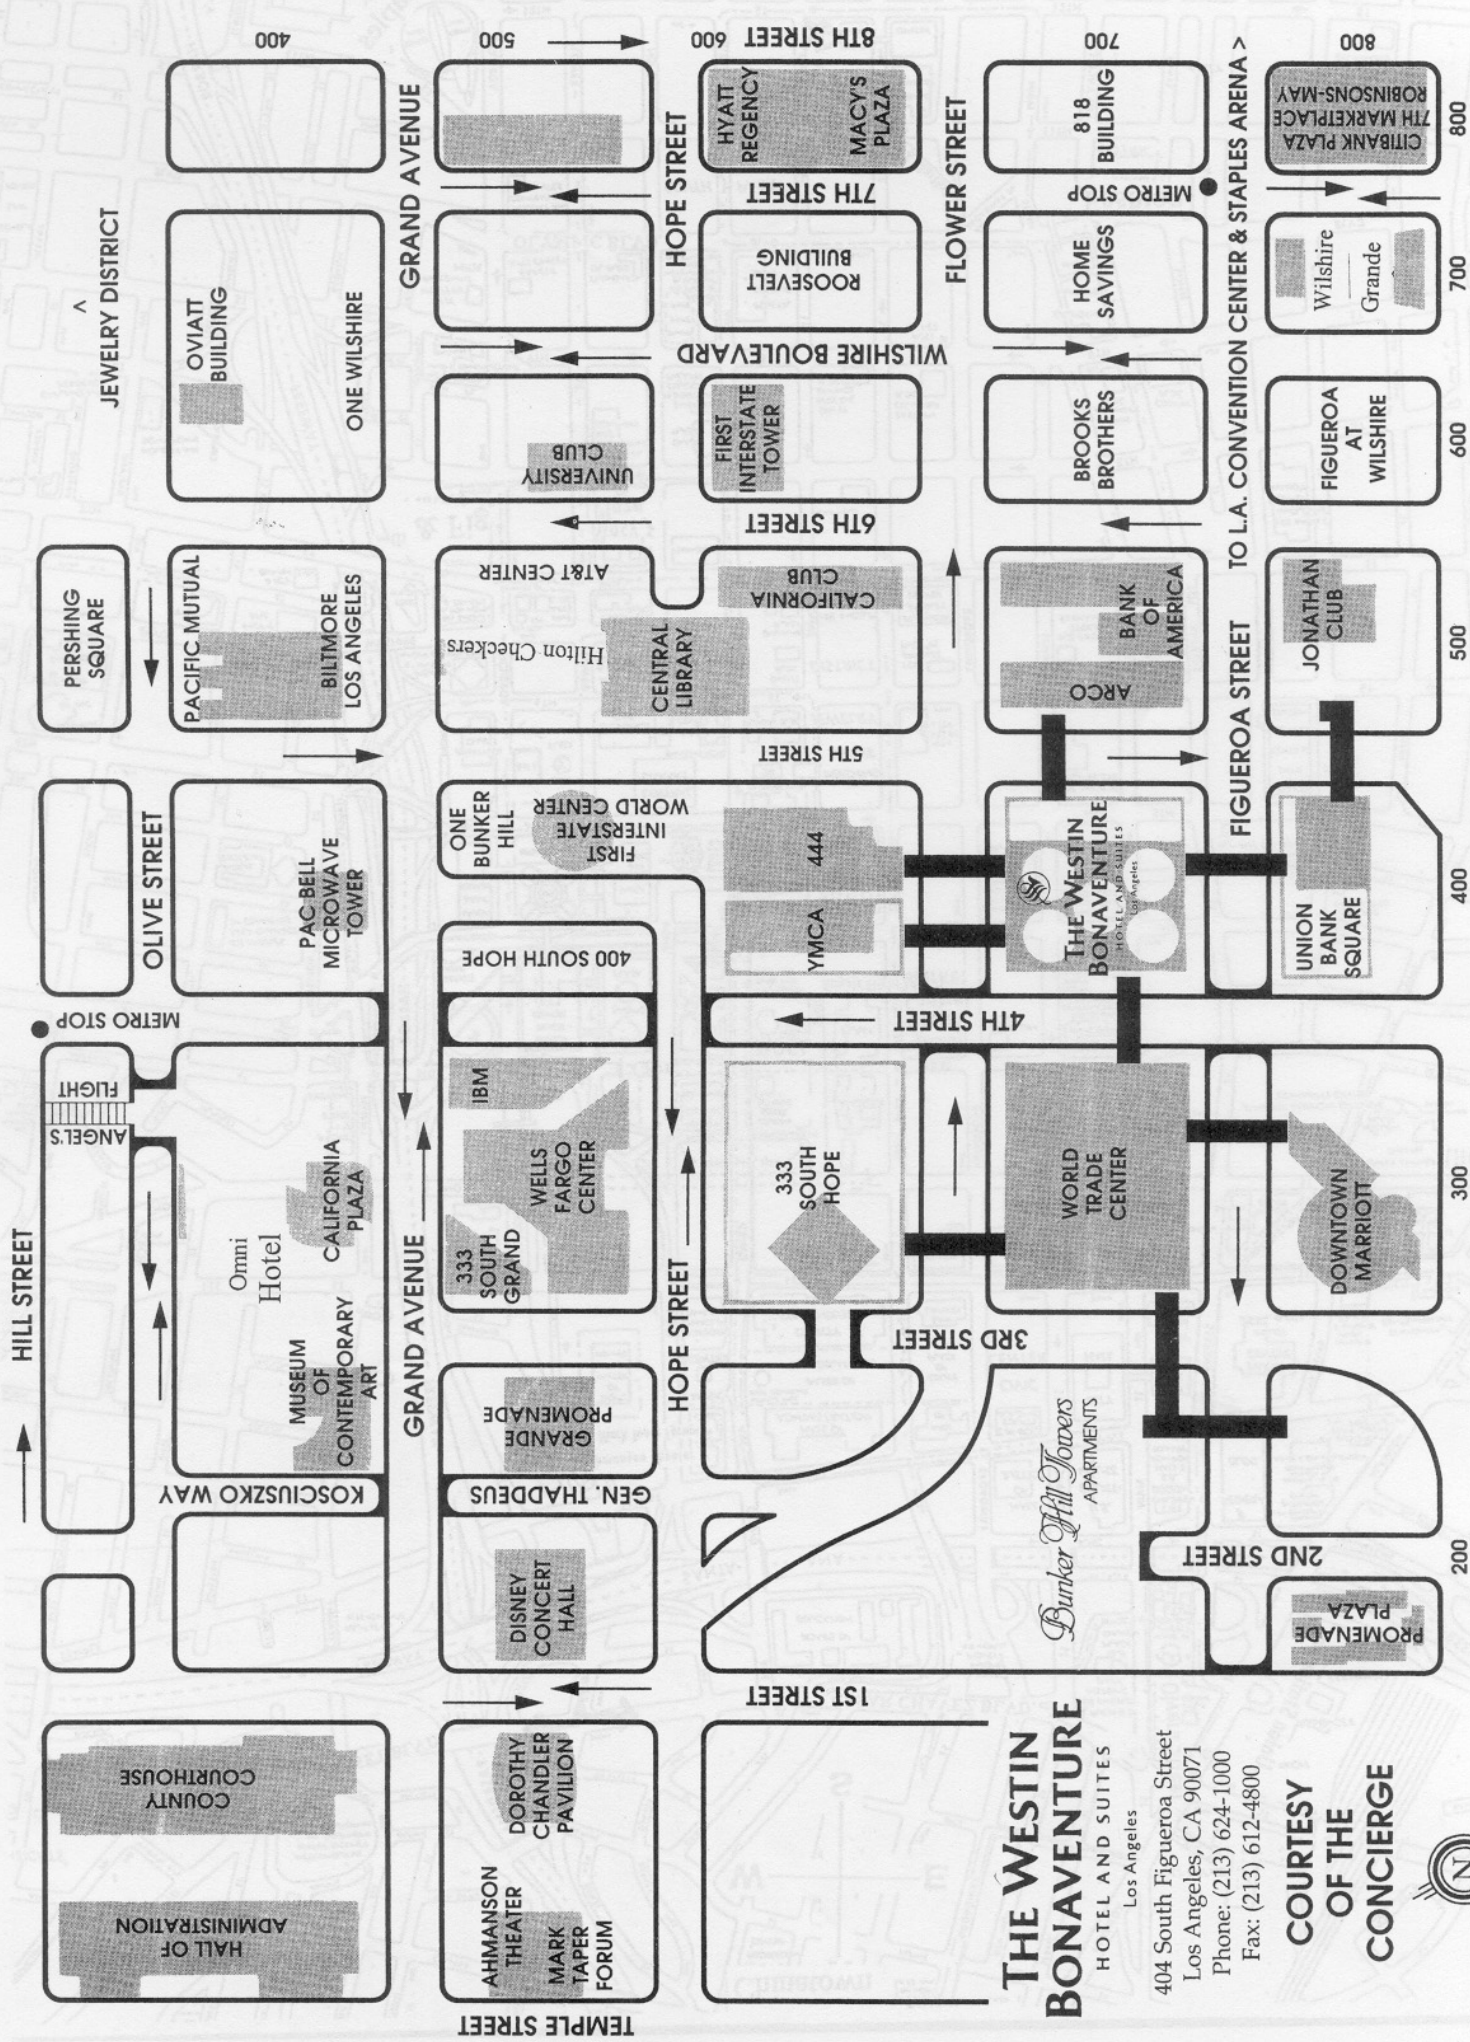 400
500
600
8TH STREET
700
800
HYATT
REGENCY
MACY'S
PLAZA
818
BUILDING
CITIBANK PLAZA
7TH MARKETPLACE
ROBINSONS-MAY
800
7TH STREET
METRO STOP
JEWELRY DISTRICT >
GRAND AVENUE
HOPE STREET
FLOWER STREET
TO L.A. CONVENTION CENTER & STAPLES ARENA >
OVIATT
BUILDING
ONE WILSHIRE
ROOSEVELT
BUILDING
HOME
SAVINGS
Wilshire
Grande
700
WILSHIRE BOULEVARD
UNIVERSITY
CLUB
FIRST
INTERSTATE
TOWER
BROOKS
BROTHERS
FIGUEROA
AT
WILSHIRE
600
6TH STREET
PERSHING
SQUARE
PACIFIC MUTUAL
BILTMORE
LOS ANGELES
AT&T CENTER
Hilton Checkers
CENTRAL
LIBRARY
CALIFORNIA
CLUB
ARCO
BANK
OF
AMERICA
JONATHAN
CLUB
500
5TH STREET
OLIVE STREET
FIGUEROA STREET
PAC BELL
MICROWAVE
TOWER
ONE
BUNKER
HILL
FIRST
INTERSTATE
WORLD CENTER
400 SOUTH HOPE
444
YMCA
THE WESTIN
BONAVENTURE
HOTEL AND SUITES
Los Angeles
UNION
BANK
SQUARE
400
METRO STOP
4TH STREET
ANGEL'S
FLIGHT
HILL STREET
Omni
Hotel
CALIFORNIA
PLAZA
MUSEUM
OF
CONTEMPORARY
ART
GRAND AVENUE
IBM
WELLS
FARGO
CENTER
333
SOUTH
GRAND
HOPE STREET
333
SOUTH
HOPE
WORLD
TRADE
CENTER
DOWNTOWN
MARRIOTT
300
3RD STREET
GRANDE
PROMENADE
GEN. THADDEUS
KOSCIUSZKO WAY
Bunker Hill Towers
APARTMENTS
2ND STREET
200
DISNEY
CONCERT
HALL
PROMENADE
PLAZA
1ST STREET
COUNTY
COURTHOUSE
HALL OF
ADMINISTRATION
DOROTHY
CHANDLER
PAVILION
AHMANSON
THEATER
MARK
TAPER
FORUM
TEMPLE STREET
THE WESTIN
BONAVENTURE
HOTEL AND SUITES
Los Angeles
404 South Figueroa Street
Los Angeles, CA 90071
Phone: (213) 624-1000
Fax: (213) 612-4800
COURTESY
OF THE
CONCIERGE
N